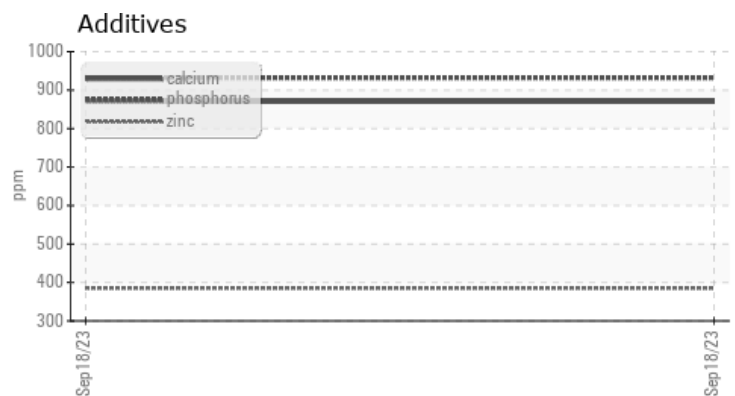 Additives
1000
900
800
700
600
500
400
300
ppm
calcium
phosphorus
zinc
Sep18/23
Sep18/23